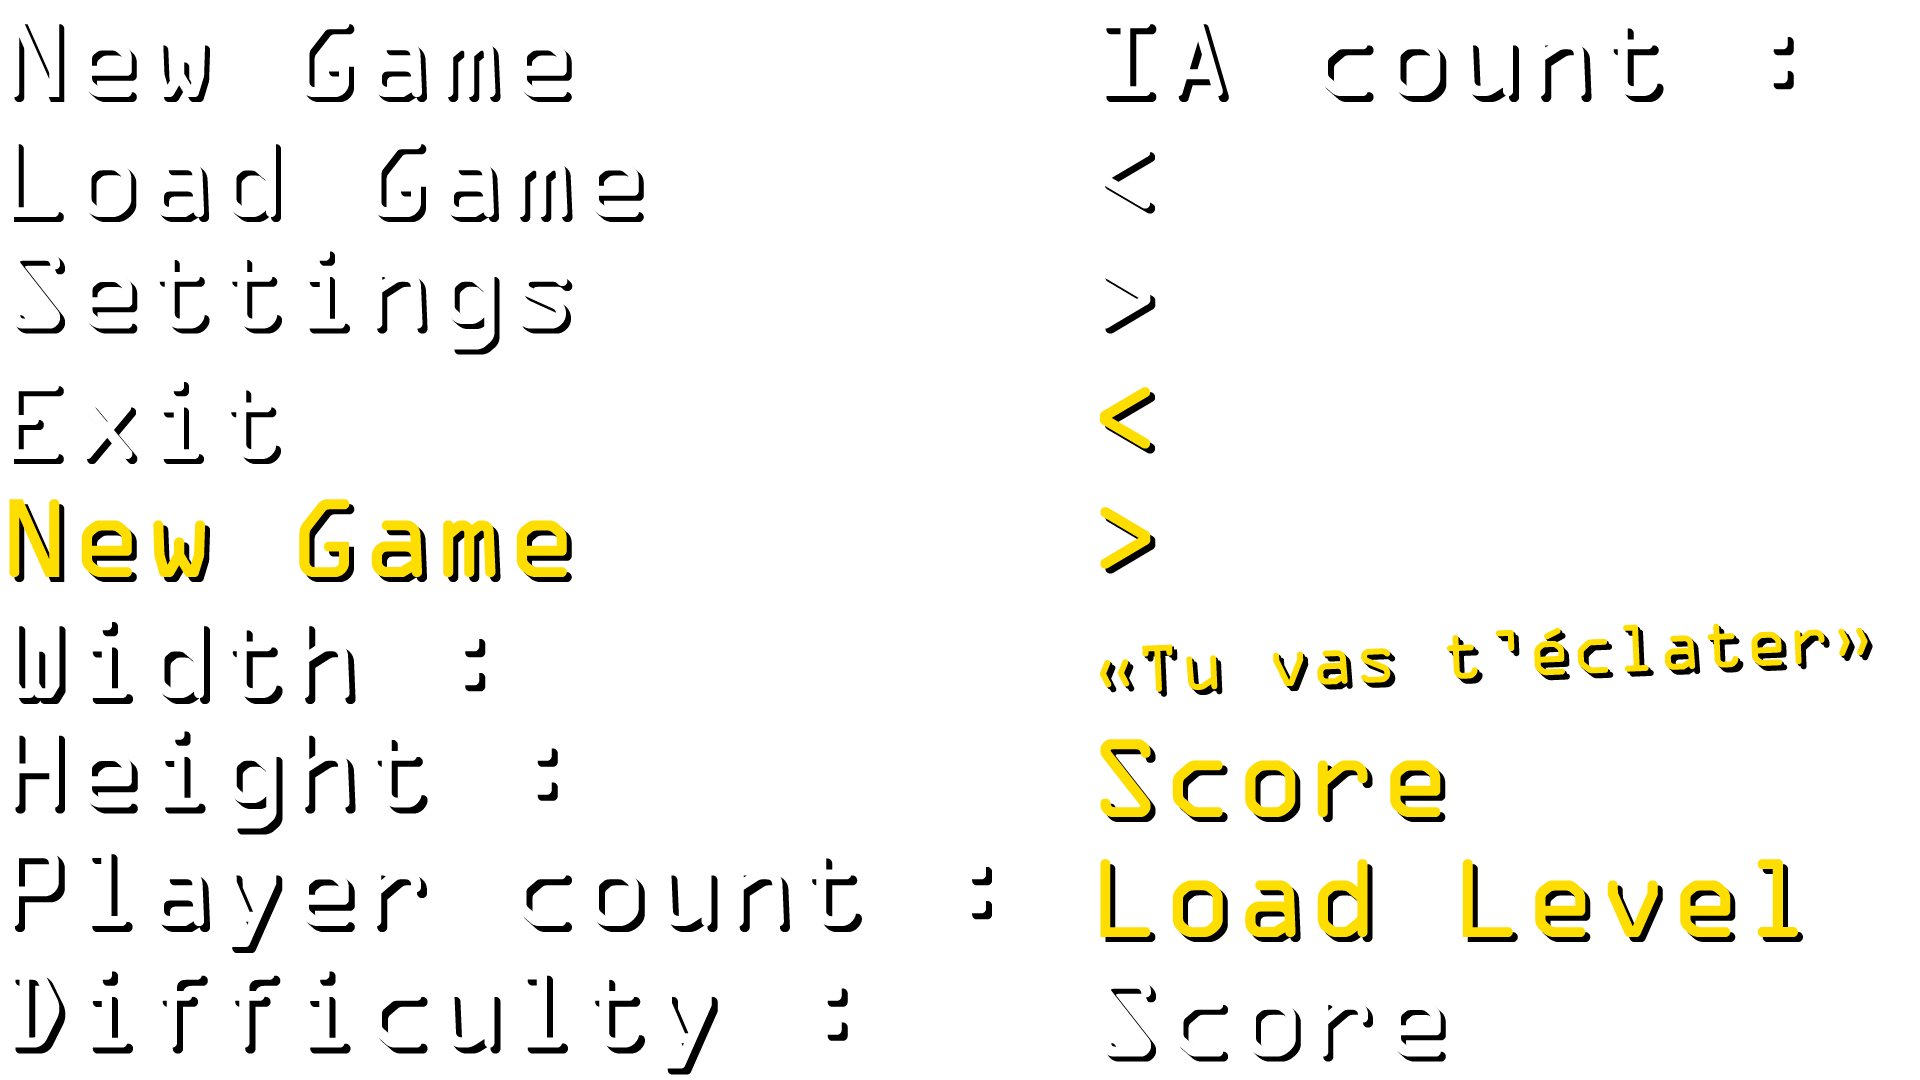 New Game
Load Game
Settings
Exit
New Game
Width :
Height :
Player count :
Difficulty :
IA count :
<
>
<
>
«Tu vas t'éclater»
Score
Load Level
Score